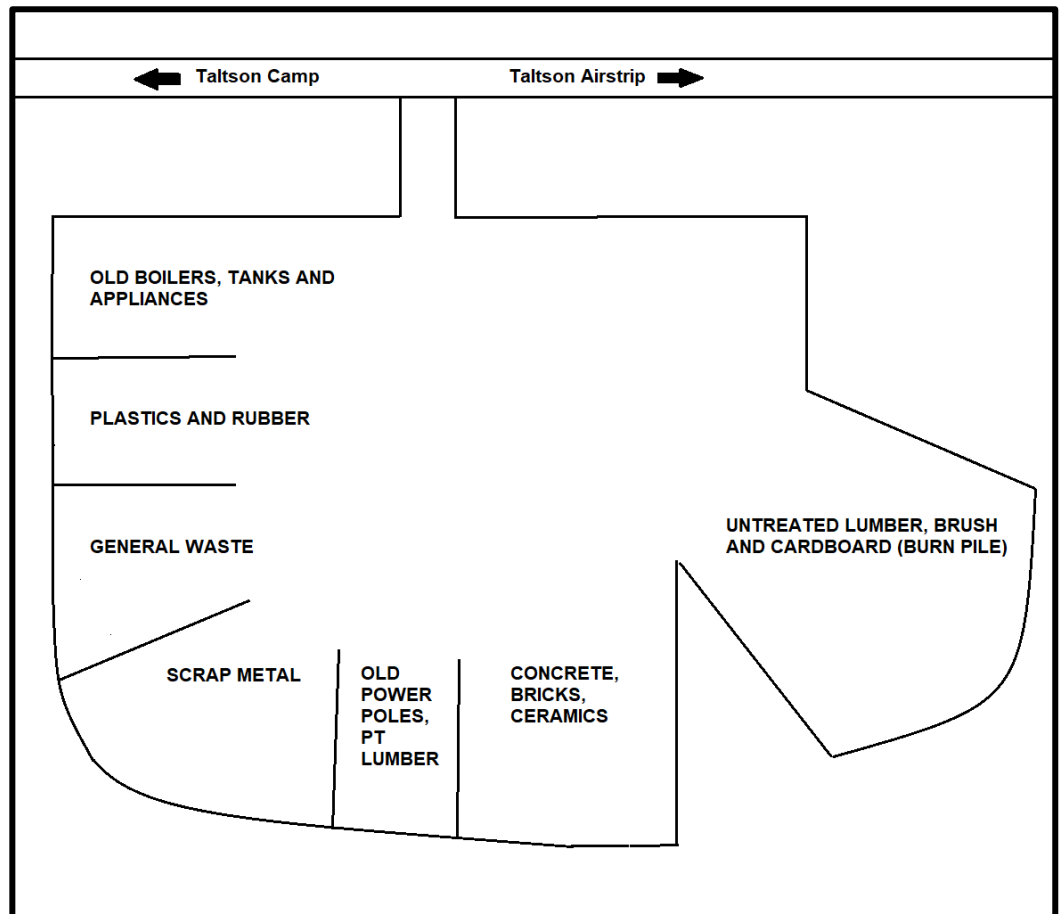 Taltson Camp
Taltson Airstrip
OLD BOILERS, TANKS AND
APPLIANCES
PLASTICS AND RUBBER
GENERAL WASTE
SCRAP METAL
OLD
POWER
POLES,
PT
LUMBER
CONCRETE,
BRICKS,
CERAMICS
UNTREATED LUMBER, BRUSH
AND CARDBOARD (BURN PILE)